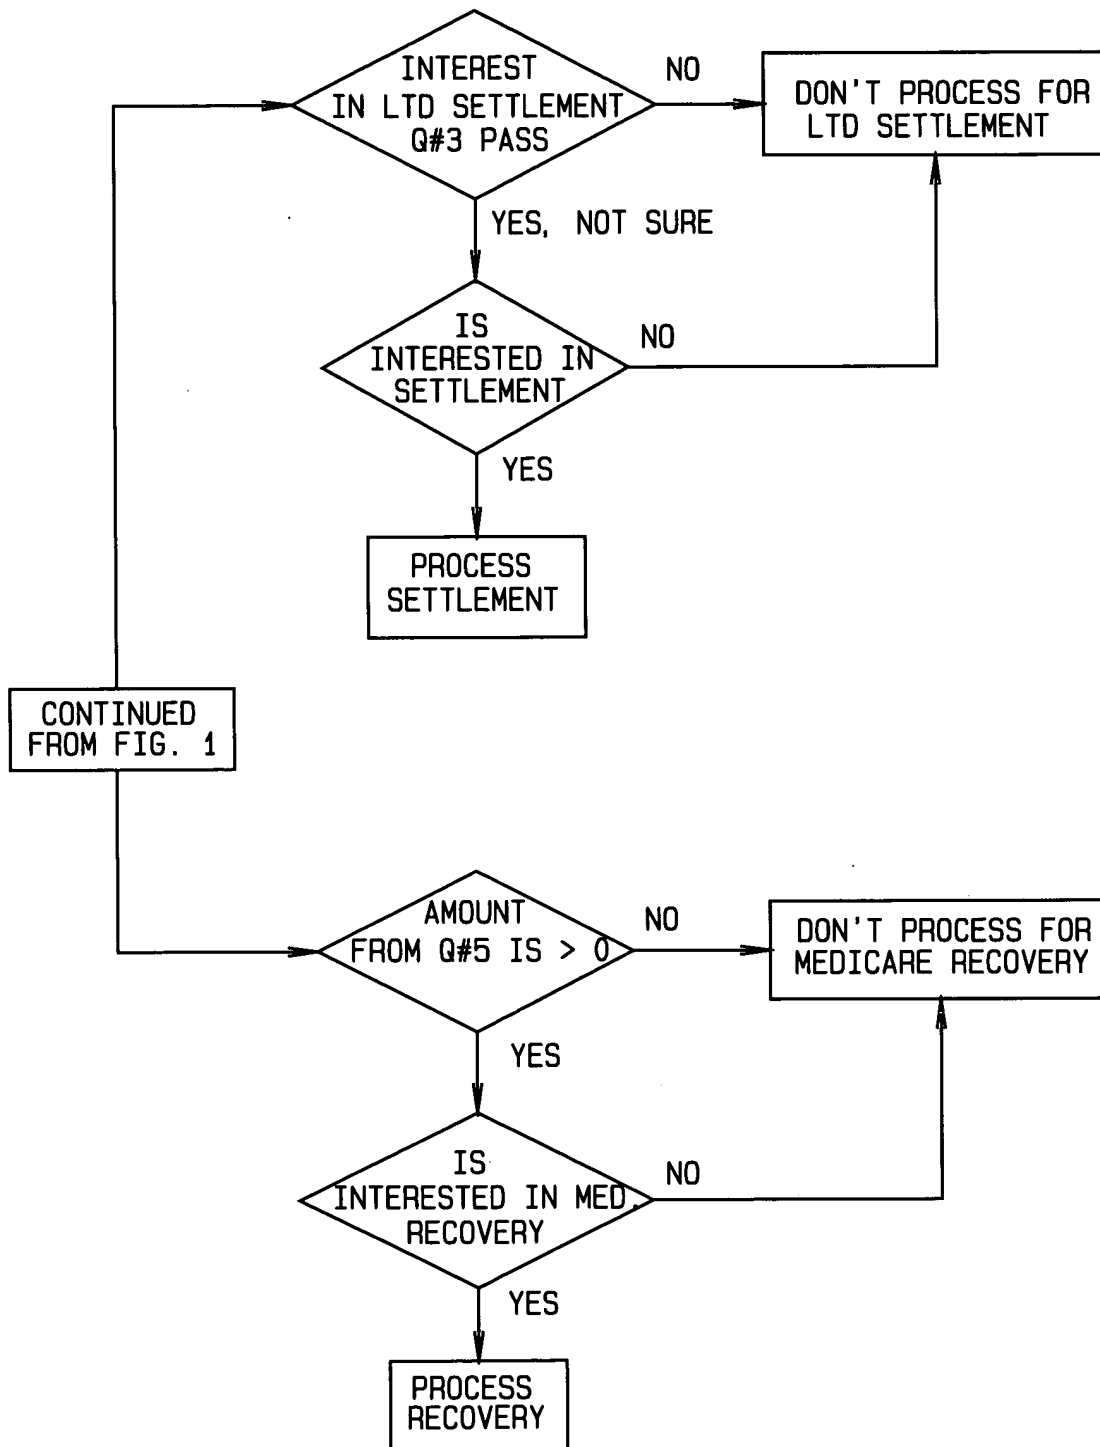 INTEREST
IN LTD SETTLEMENT
Q#3 PASS
NO
DON'T PROCESS FOR
LTD SETTLEMENT
YES, NOT SURE
IS
INTERESTED IN
SETTLEMENT
NO
YES
PROCESS
SETTLEMENT
CONTINUED
FROM FIG. 1
AMOUNT
FROM Q#5 IS > 0
NO
DON'T PROCESS FOR
MEDICARE RECOVERY
YES
IS
INTERESTED IN MED.
RECOVERY
NO
YES
PROCESS
RECOVERY